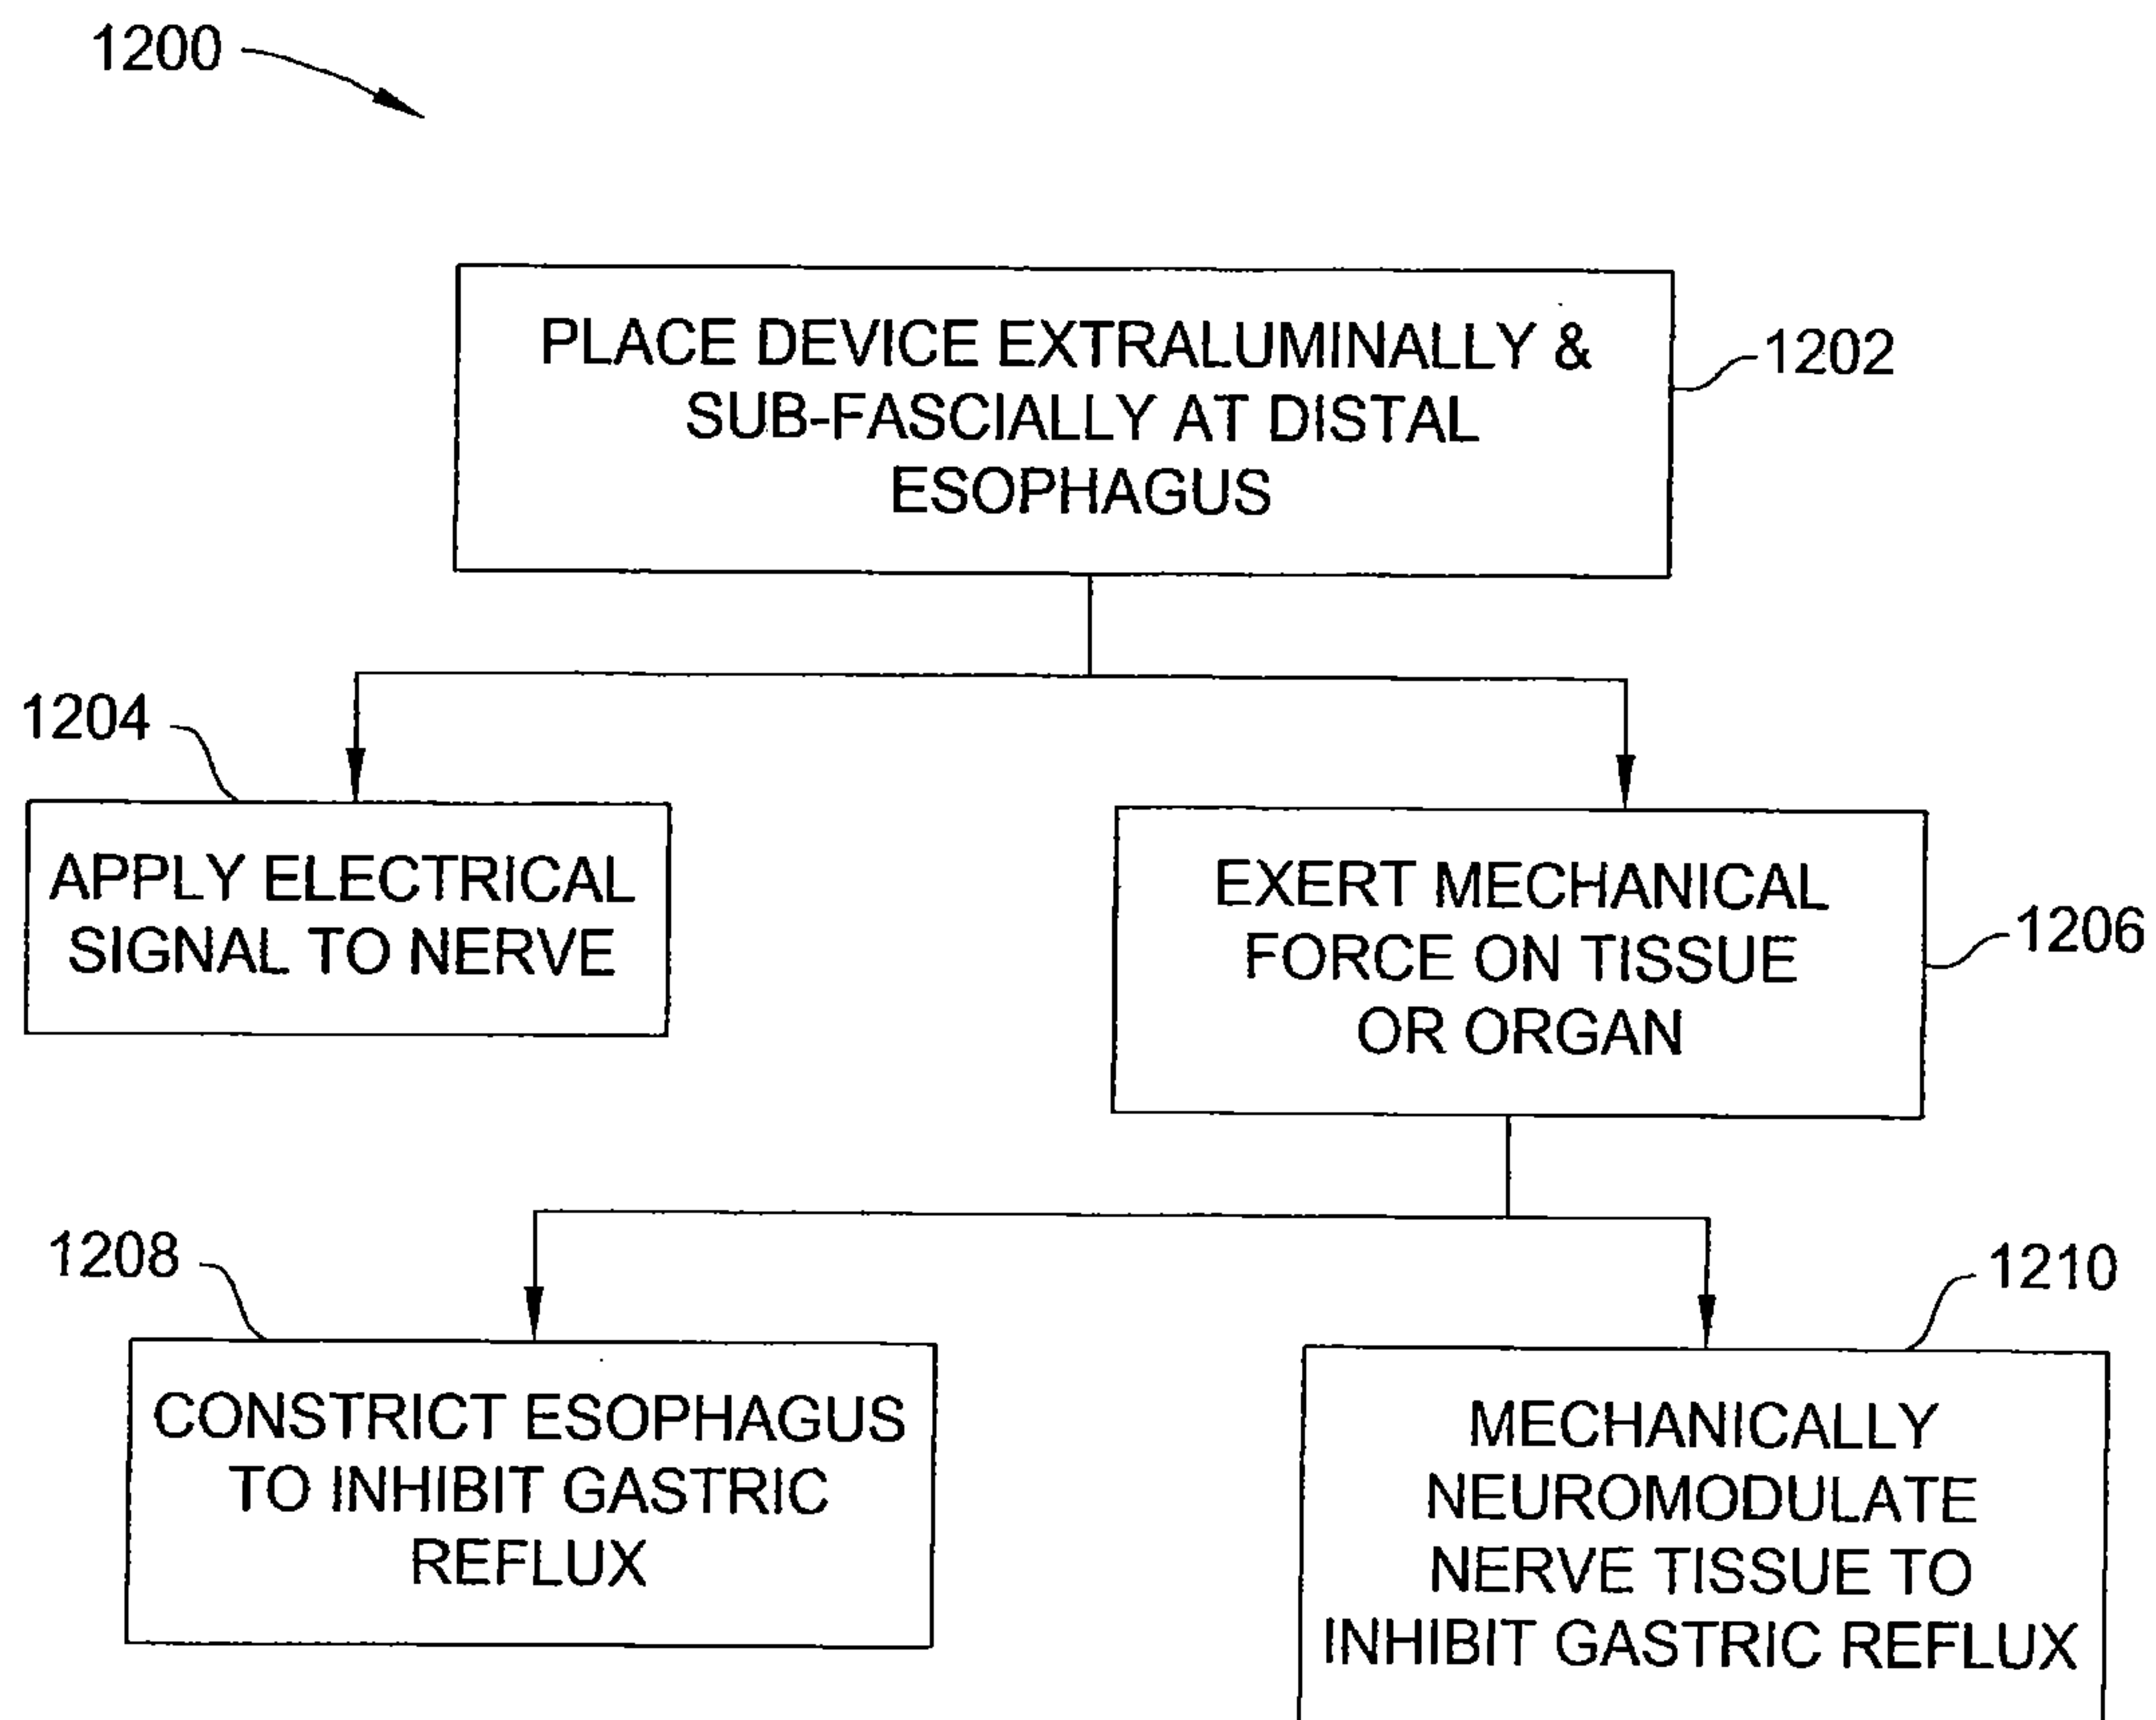 1200
PLACE DEVICE EXTRALUMINALLY &
SUB-FASCIALLY AT DISTAL
ESOPHAGUS
1202
1204
APPLY ELECTRICAL
SIGNAL TO NERVE
EXERT MECHANICAL
FORCE ON TISSUE
OR ORGAN
1206
1208
CONSTRICT ESOPHAGUS
TO INHIBIT GASTRIC
REFLUX
1210
MECHANICALLY
NEUROMODULATE
NERVE TISSUE TO
INHIBIT GASTRIC REFLUX